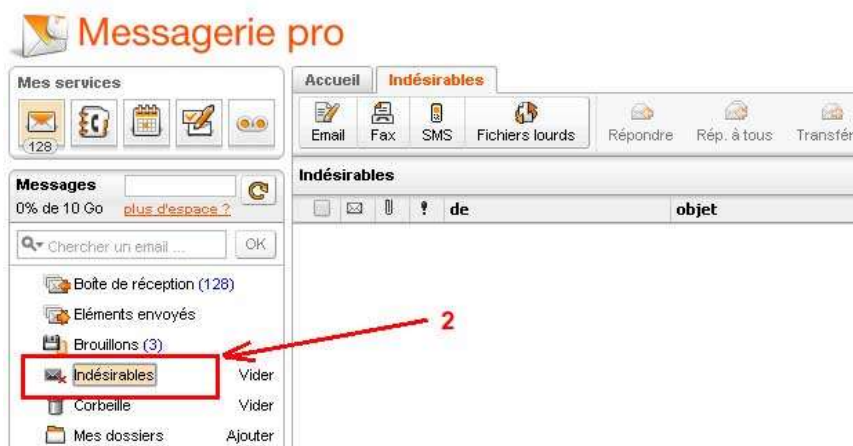 Messagerie pro
Mes services
128
Messages
0% de 10 Go plus d'espace ?
Chercher un email ... OK
Boîte de réception (128)
Eléments envoyés
Brouillons (3)
Indésirables Vider
Corbeille Vider
Mes dossiers Ajouter
Accueil Indésirables
Email Fax SMS Fichiers lourds Répondre Rép. à tous Transfér
Indésirables
! de objet
2